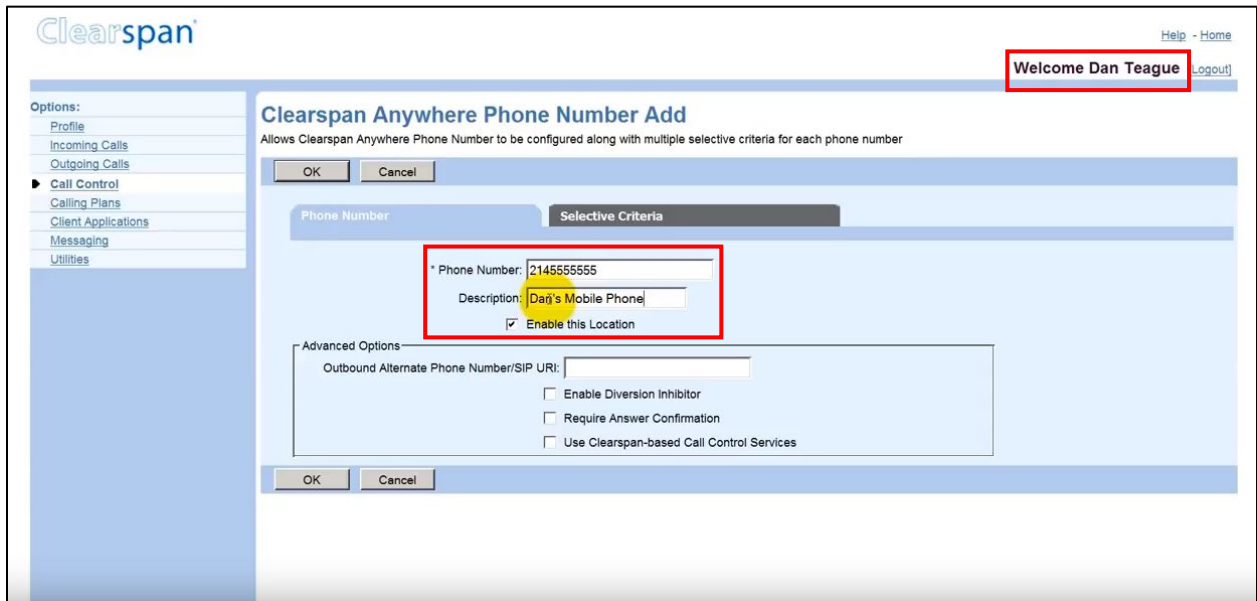 Clearspan
Help - Home
Welcome Dan Teague [Logout]
Options:
Profile
Incoming Calls
Outgoing Calls
Call Control
Calling Plans
Client Applications
Messaging
Utilities
Clearspan Anywhere Phone Number Add
Allows Clearspan Anywhere Phone Number to be configured along with multiple selective criteria for each phone number
OK Cancel
Phone Number Selective Criteria
* Phone Number: 2145555555
Description: Dan's Mobile Phone
Enable this Location
Advanced Options
Outbound Alternate Phone Number/SIP URI:
Enable Diversion Inhibitor
Require Answer Confirmation
Use Clearspan-based Call Control Services
OK Cancel